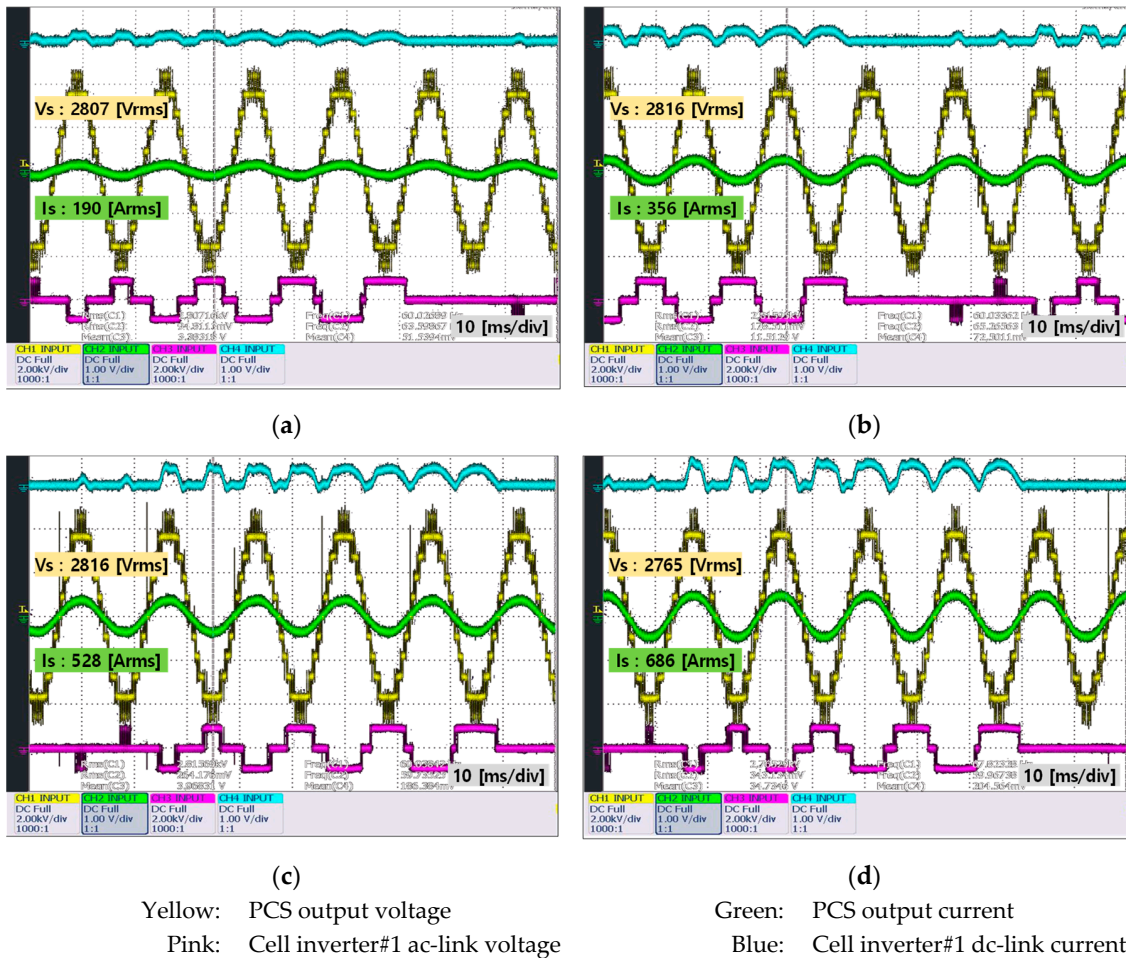 Vs : 2807 [Vrms]
Is : 190 [Arms]
10 [ms/div]
CH1 INPUT CH2 INPUT CH3 INPUT CH4 INPUT
DC Full DC Full DC Full DC Full
2.00kV/div 1.00 V/div 2.00kV/div 1.00 V/div
1000:1 1:1 1000:1 1:1
(a)
Vs : 2816 [Vrms]
Is : 356 [Arms]
10 [ms/div]
CH1 INPUT CH2 INPUT CH3 INPUT CH4 INPUT
DC Full DC Full DC Full DC Full
2.00kV/div 1.00 V/div 2.00kV/div 1.00 V/div
1000:1 1:1 1000:1 1:1
(b)
Vs : 2816 [Vrms]
Is : 528 [Arms]
10 [ms/div]
CH1 INPUT CH2 INPUT CH3 INPUT CH4 INPUT
DC Full DC Full DC Full DC Full
2.00kV/div 1.00 V/div 2.00kV/div 1.00 V/div
1000:1 1:1 1000:1 1:1
(c)
Vs : 2765 [Vrms]
Is : 686 [Arms]
10 [ms/div]
CH1 INPUT CH2 INPUT CH3 INPUT CH4 INPUT
DC Full DC Full DC Full DC Full
2.00kV/div 1.00 V/div 2.00kV/div 1.00 V/div
1000:1 1:1 1000:1 1:1
(d)
Yellow: PCS output voltage Green: PCS output current
Pink: Cell inverter#1 ac-link voltage Blue: Cell inverter#1 dc-link current